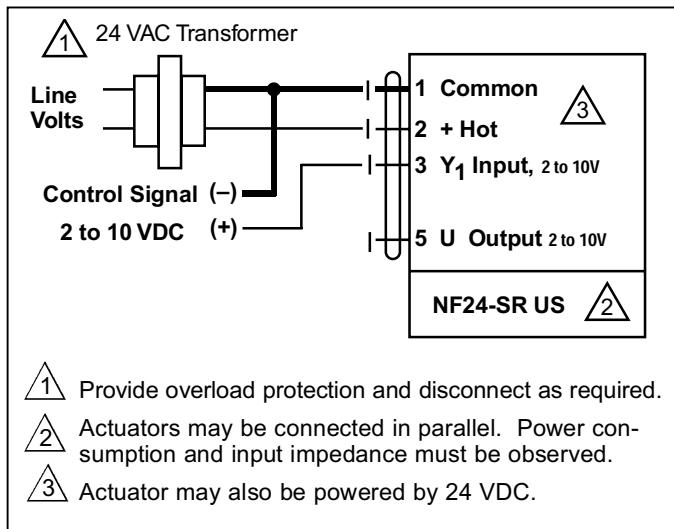 1 24 VAC Transformer
Line
Volts
1 Common
3
2 + Hot
3 Y1 Input, 2 to 10V
Control Signal (–)
2 to 10 VDC (+)
5 U Output 2 to 10V
NF24-SR US 2
1 Provide overload protection and disconnect as required.
2 Actuators may be connected in parallel. Power con-
sumption and input impedance must be observed.
3 Actuator may also be powered by 24 VDC.